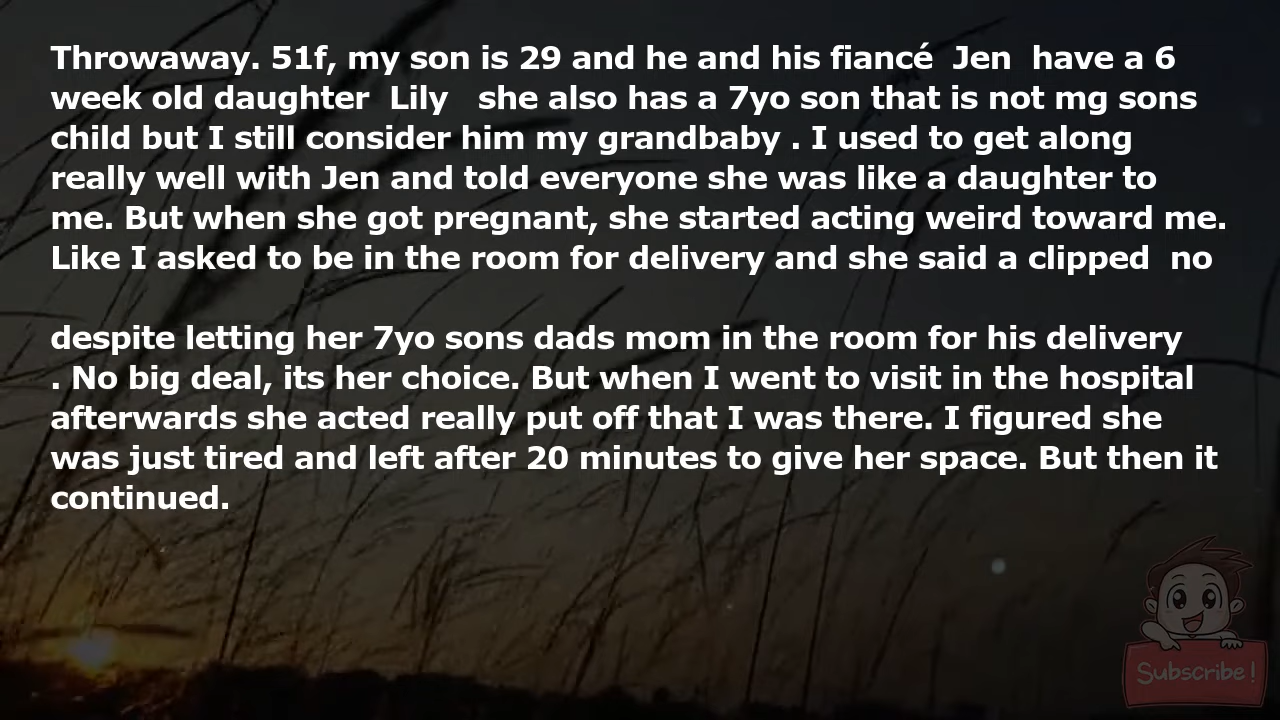 Throwaway. 51f, my son is 29 and he and his fiancé  Jen  have a 6
week old daughter  Lily   she also has a 7yo son that is not mg sons
child but I still consider him my grandbaby . I used to get along
really well with Jen and told everyone she was like a daughter to
me. But when she got pregnant, she started acting weird toward me.
Like I asked to be in the room for delivery and she said a clipped  no
despite letting her 7yo sons dads mom in the room for his delivery
. No big deal, its her choice. But when I went to visit in the hospital
afterwards she acted really put off that I was there. I figured she
was just tired and left after 20 minutes to give her space. But then it
continued.
Subscribe!